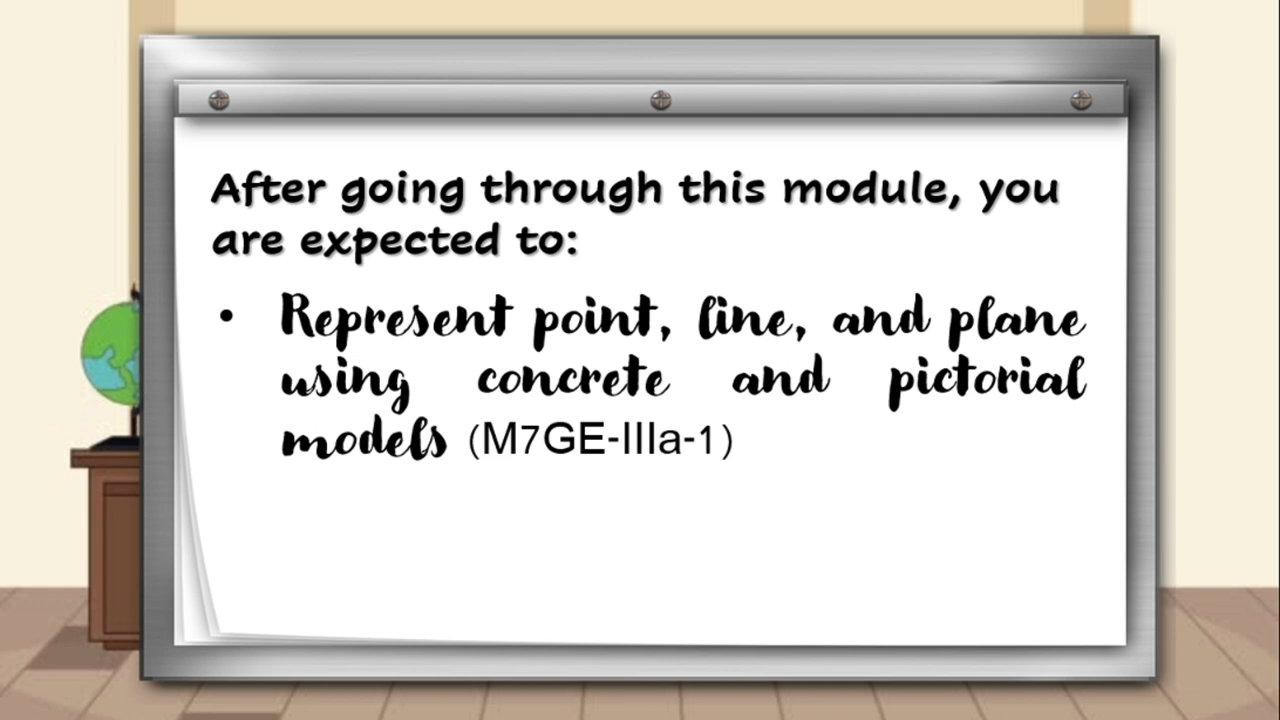 After going through this module, you
are expected to:
• Represent point, line, and plane
using concrete and pictorial
models (M7GE-IIIa-1)